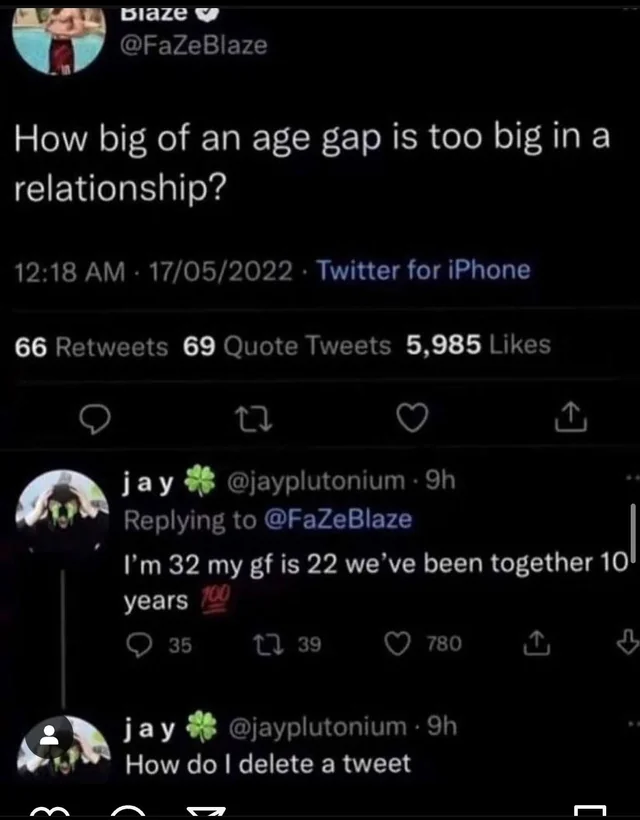 Blaze
@FaZeBlaze
How big of an age gap is too big in a
relationship?
12:18 AM · 17/05/2022 · Twitter for iPhone
66 Retweets 69 Quote Tweets 5,985 Likes
j a y 🍀 @jayplutonium · 9h
Replying to @FaZeBlaze
I'm 32 my gf is 22 we've been together 10
years 💯
35 39 780
j a y 🍀 @jayplutonium · 9h
How do I delete a tweet